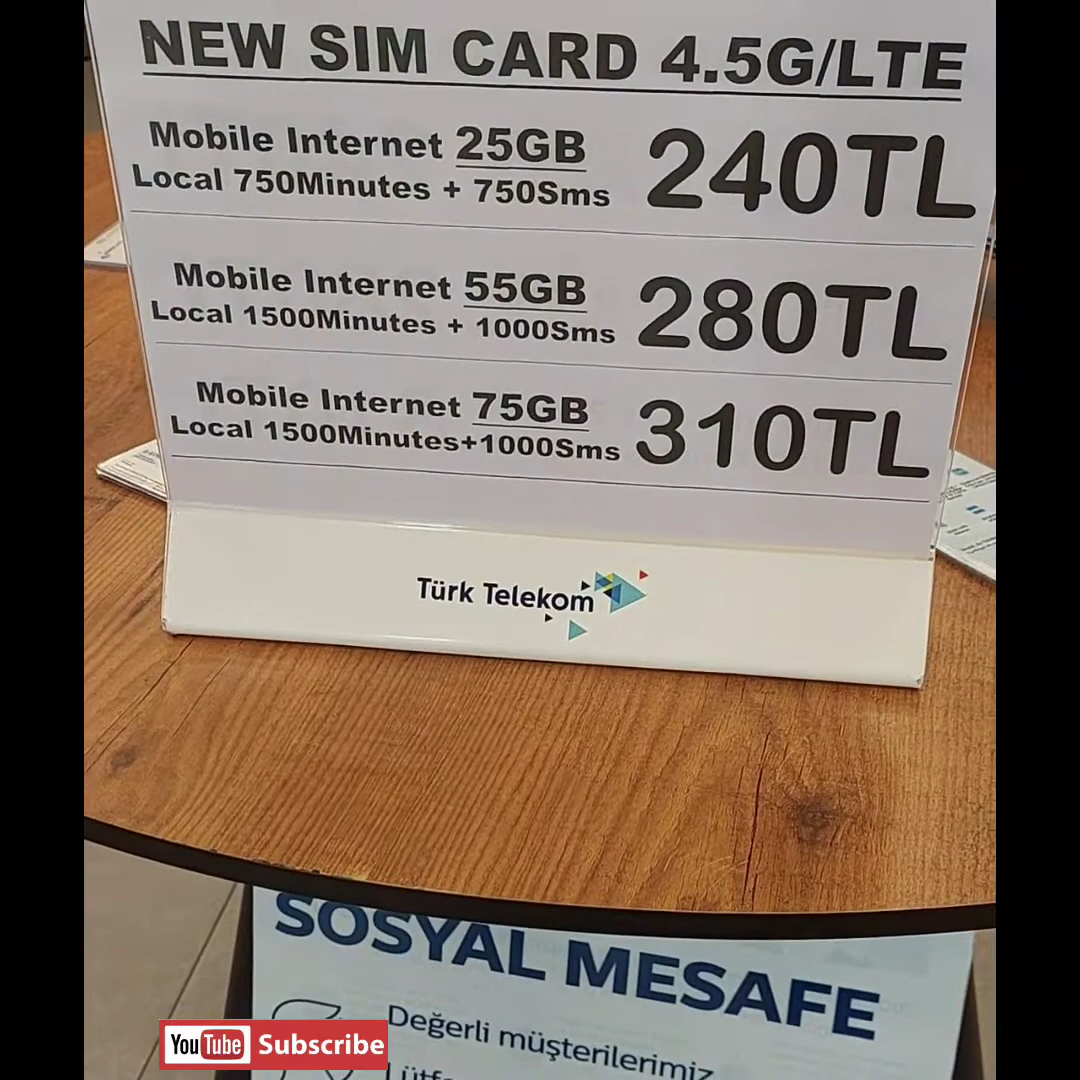 NEW SIM CARD 4.5G/LTE
Mobile Internet 25GB
Local 750Minutes + 750Sms
240TL
Mobile Internet 55GB
Local 1500Minutes + 1000Sms
280TL
Mobile Internet 75GB
Local 1500Minutes+1000Sms
310TL
Türk Telekom
SOSYAL MESAFE
Değerli müşterilerimiz
YouTube Subscribe